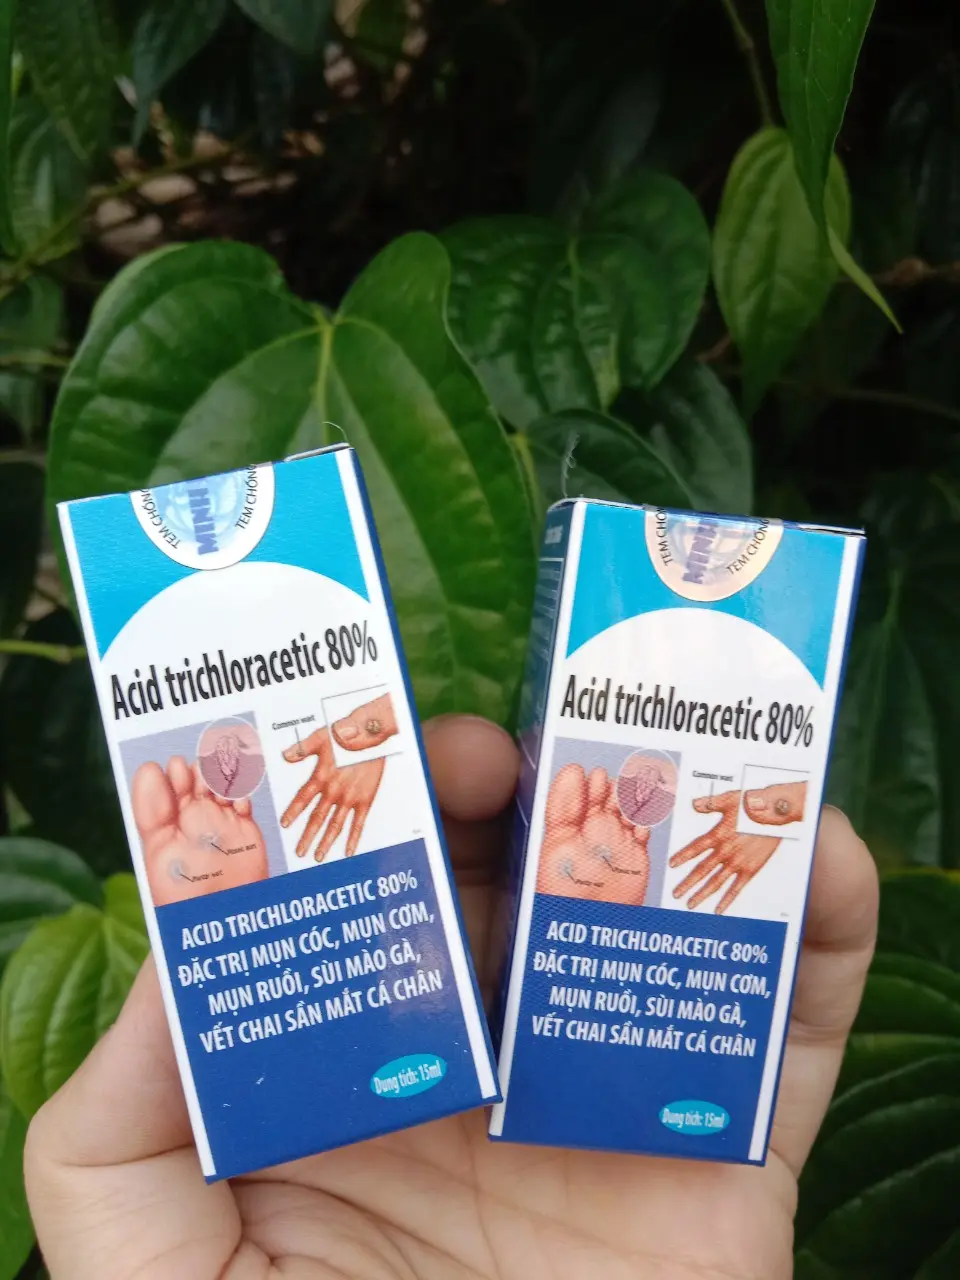 TEM CHỐNG
MINH
TEM CHỐNG
Acid trichloracetic 80%
Common wart
ACID TRICHLORACETIC 80%
ĐẶC TRỊ MỤN CÓC, MỤN CƠM,
MỤN RUỒI, SÙI MÀO GÀ,
VẾT CHAI SẦN MẮT CÁ CHÂN
Dung tích: 15ml
TEM CHỐNG
MINH
TEM CHỐNG
Acid trichloracetic 80%
Common wart
ACID TRICHLORACETIC 80%
ĐẶC TRỊ MỤN CÓC, MỤN CƠM,
MỤN RUỒI, SÙI MÀO GÀ,
VẾT CHAI SẦN MẮT CÁ CHÂN
Dung tích: 15ml